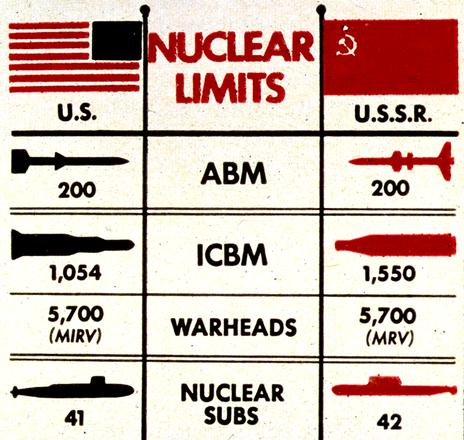 NUCLEAR
LIMITS
U.S.
U.S.S.R.
200
ABM
200
1,054
ICBM
1,550
5,700
(MIRV)
WARHEADS
5,700
(MRV)
41
NUCLEAR
SUBS
42